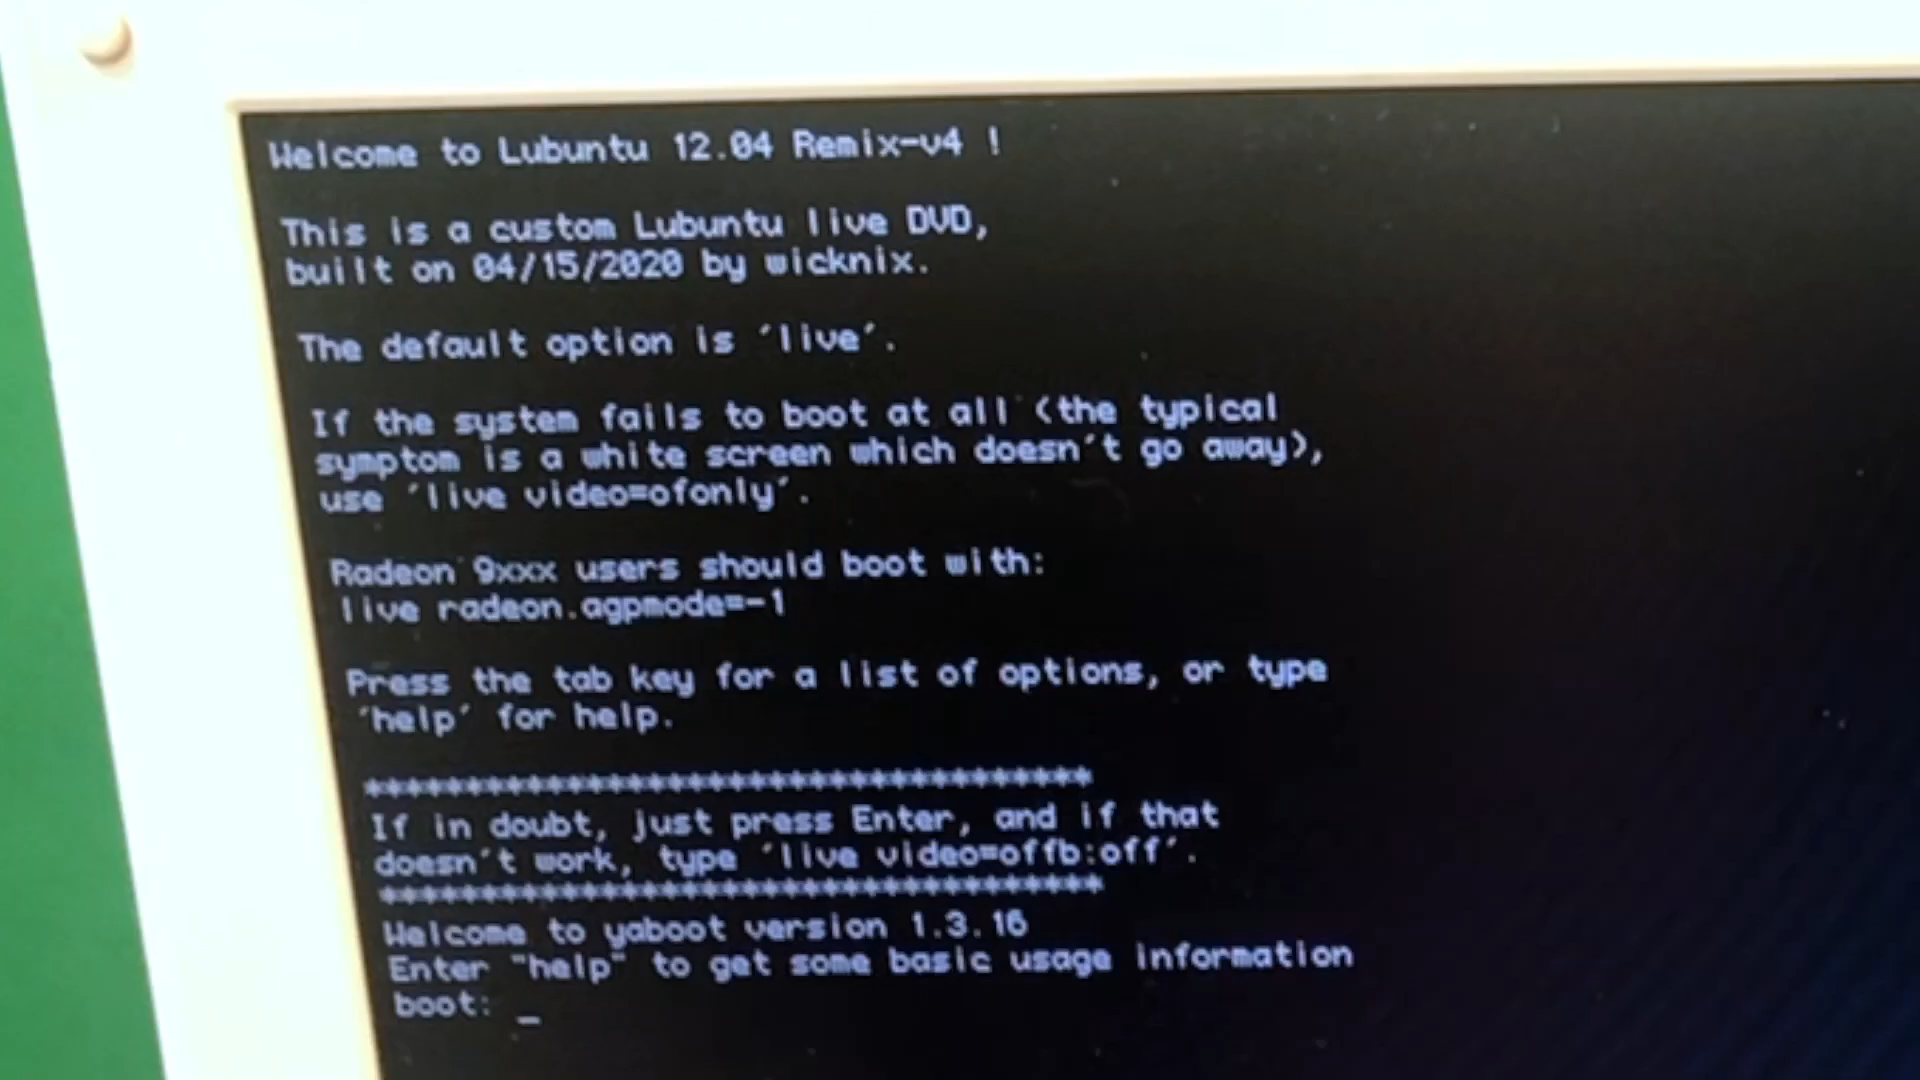 Welcome to Lubuntu 12.04 Remix-v4 !
This is a custom Lubuntu live DVD,
built on 04/15/2020 by wicknix.
The default option is 'live'.
If the system fails to boot at all (the typical
symptom is a white screen which doesn't go away),
use 'live video=ofonly'.
Radeon 9xxx users should boot with:
live radeon.agpmode=-1
Press the tab key for a list of options, or type
'help' for help.
************************************
If in doubt, just press Enter, and if that
doesn't work, type 'live video=offb:off'.
************************************
Welcome to yaboot version 1.3.16
Enter "help" to get some basic usage information
boot: _